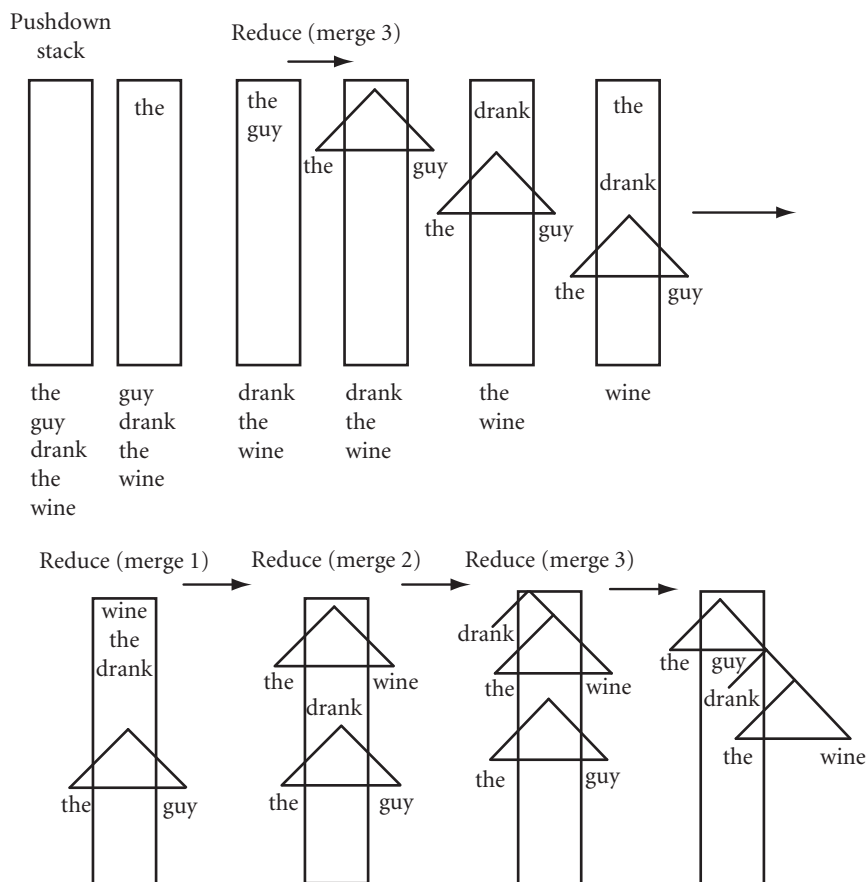 Pushdown
stack
Reduce (merge 3)
the
the
guy
the
guy
drank
the
guy
the
drank
the
guy
the
guy
drank
the
wine
guy
drank
the
wine
drank
the
wine
drank
the
wine
the
wine
wine
Reduce (merge 1)
Reduce (merge 2)
Reduce (merge 3)
wine
the
drank
the
guy
the
wine
drank
the
guy
drank
the
wine
the
guy
the
guy
drank
the
wine